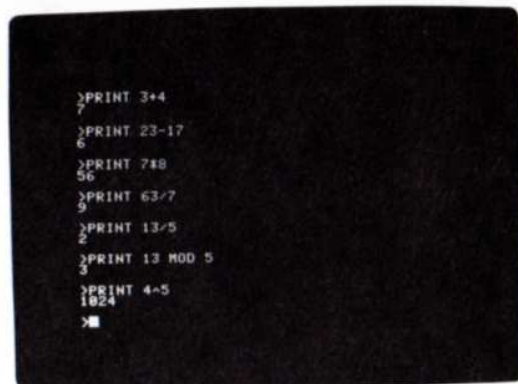 >PRINT 3+4
7
>PRINT 23-17
6
>PRINT 7*8
56
>PRINT 63/7
9
>PRINT 13/5
2
>PRINT 13 MOD 5
3
>PRINT 4^5
1024
>